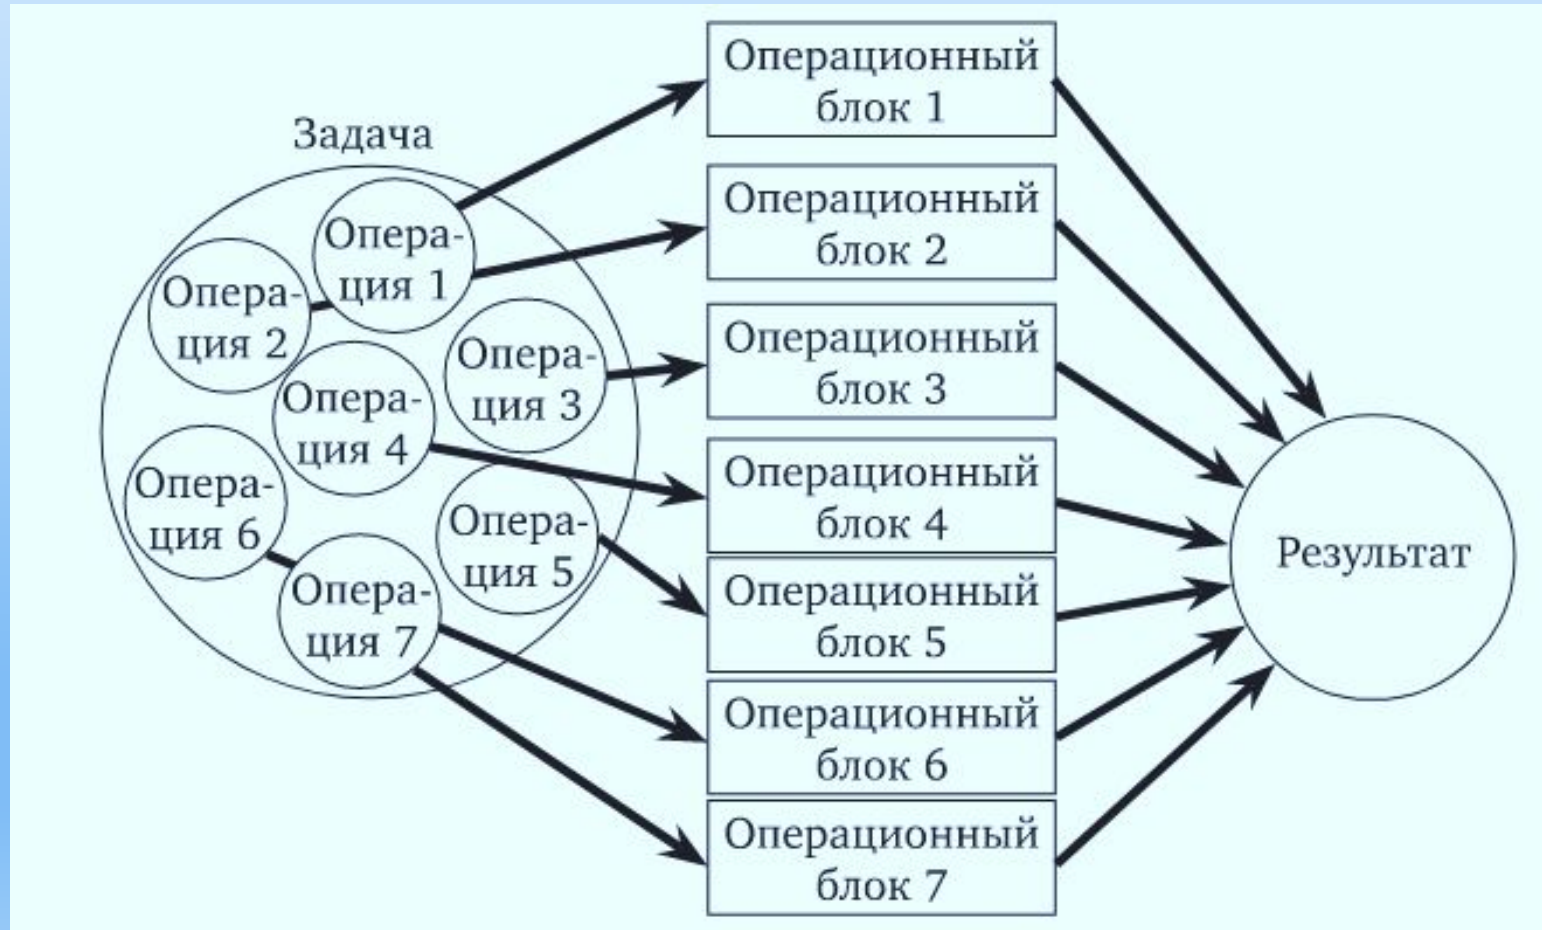 Задача
Опера-
ция 1
Опера-
ция 2
Опера-
ция 3
Опера-
ция 4
Опера-
ция 5
Опера-
ция 6
Опера-
ция 7
Операционный
блок 1
Операционный
блок 2
Операционный
блок 3
Операционный
блок 4
Операционный
блок 5
Операционный
блок 6
Операционный
блок 7
Результат